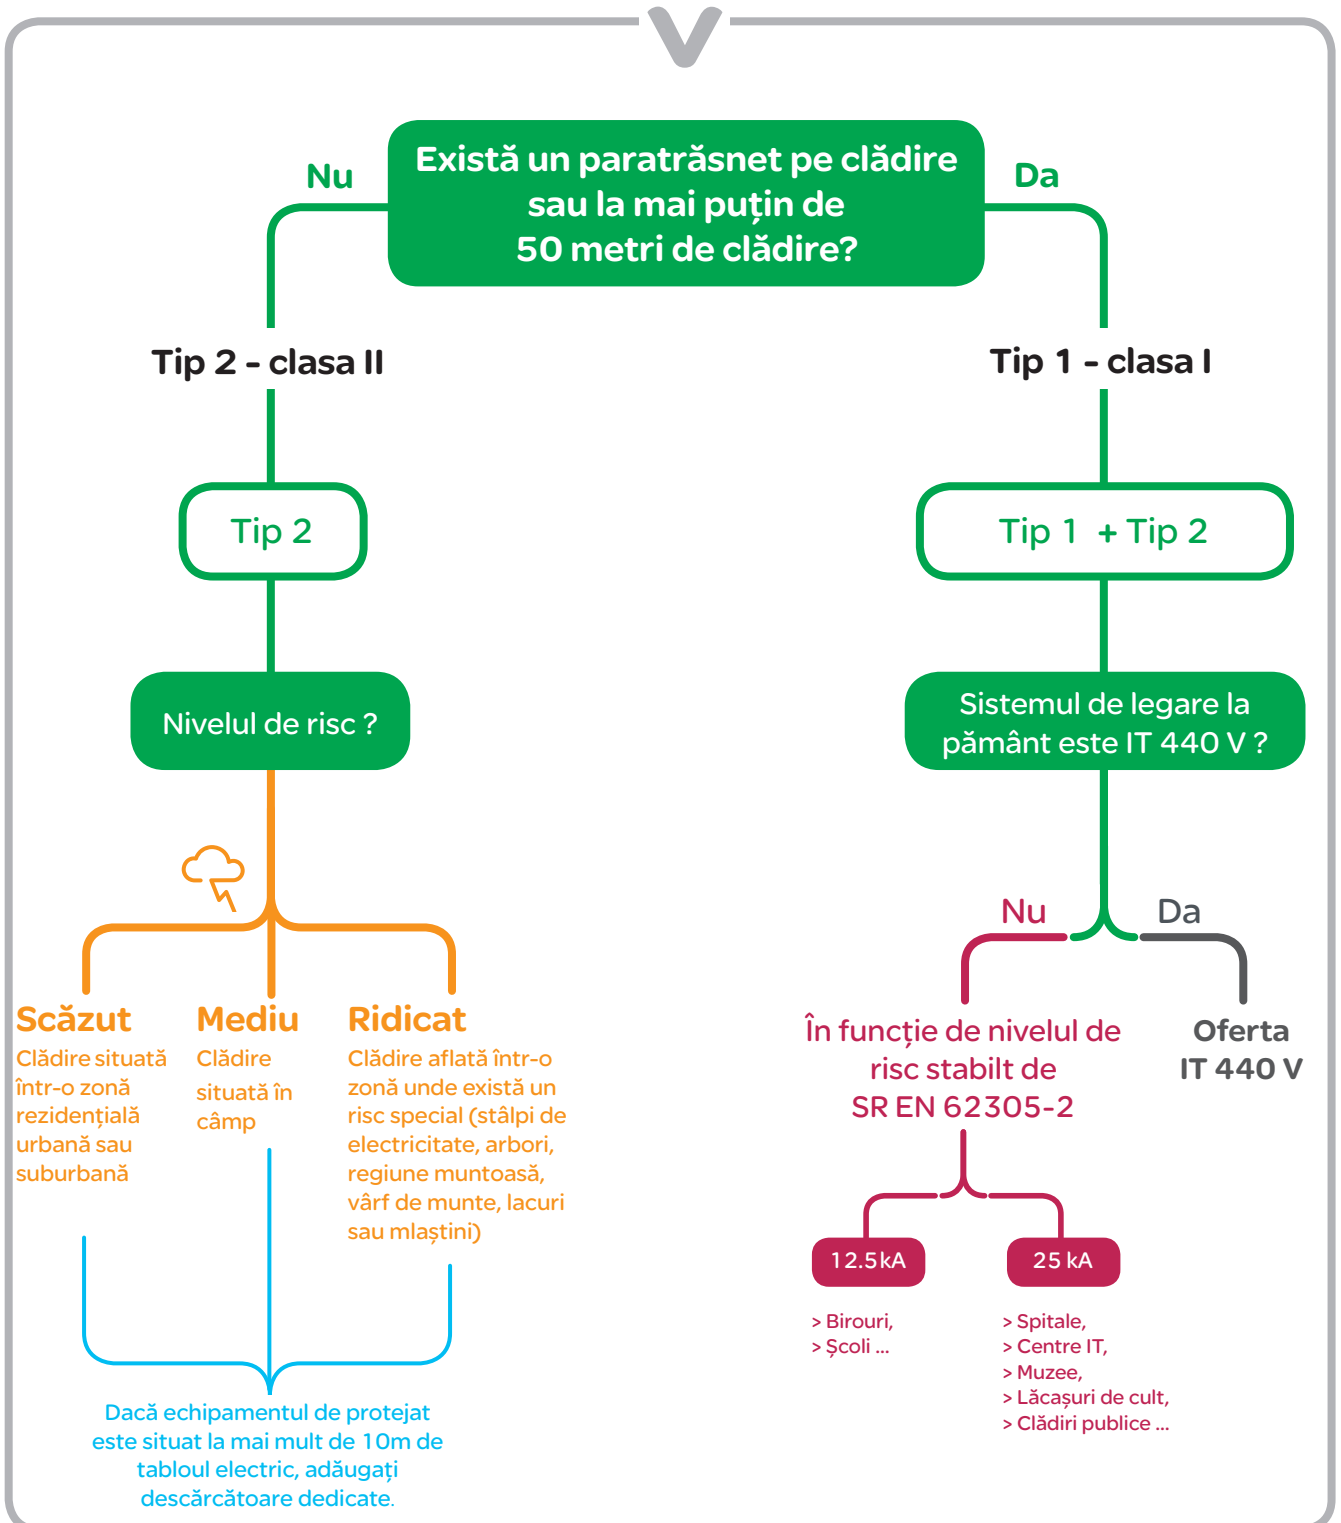 Există un paratrăsnet pe clădire
sau la mai puțin de
50 metri de clădire?
Nu
Da
Tip 2 - clasa II
Tip 1 - clasa I
Tip 2
Tip 1 + Tip 2
Nivelul de risc ?
Sistemul de legare la
pământ este IT 440 V ?
Nu
Da
Scăzut
Clădire situată
într-o zonă
rezidențială
urbană sau
suburbană
Mediu
Clădire
situată în
câmp
Ridicat
Clădire aflată într-o
zonă unde există un
risc special (stâlpi de
electricitate, arbori,
regiune muntoasă,
vârf de munte, lacuri
sau mlaștini)
În funcție de nivelul de
risc stabilt de
SR EN 62305-2
Oferta
IT 440 V
12.5kA
25 kA
> Birouri,
> Școli ...
> Spitale,
> Centre IT,
> Muzee,
> Lăcașuri de cult,
> Clădiri publice ...
Dacă echipamentul de protejat
este situat la mai mult de 10m de
tabloul electric, adăugați
descărcătoare dedicate.